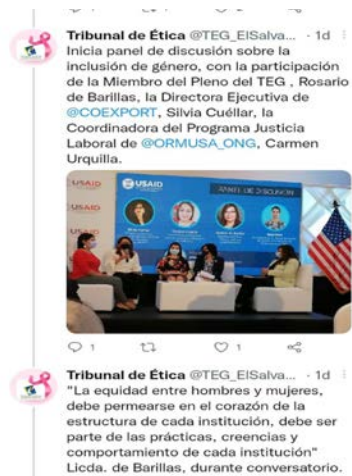 Tribunal de Ética @TEG_ElSalva... · 1d
Inicia panel de discusión sobre la
inclusión de género, con la participación
de la Miembro del Pleno del TEG , Rosario
de Barillas, la Directora Ejecutiva de
@COEXPORT, Silvia Cuéllar, la
Coordinadora del Programa Justicia
Laboral de @ORMUSA_ONG, Carmen
Urquilla.
USAID
USAID
PANEL DE DISCUSIÓN
1
1
Tribunal de Ética @TEG_ElSalva... · 1d
"La equidad entre hombres y mujeres,
debe permearse en el corazón de la
estructura de cada institución, debe ser
parte de las prácticas, creencias y
comportamiento de cada institución"
Licda. de Barillas, durante conversatorio.